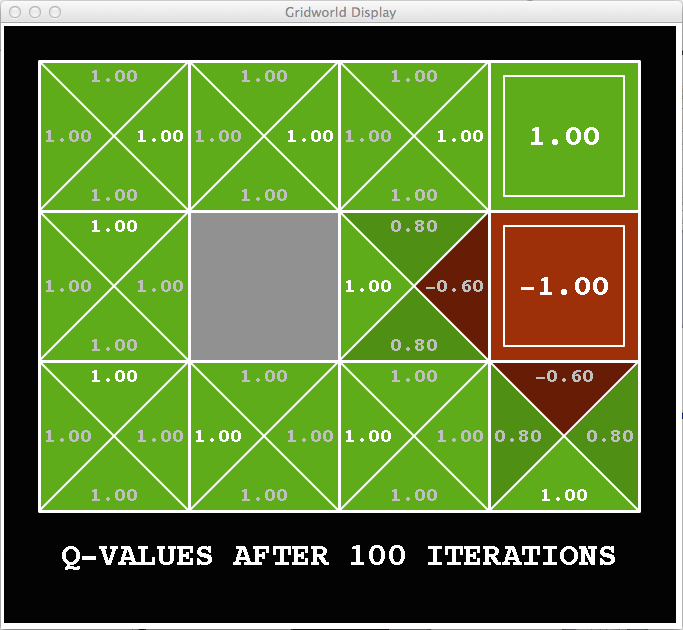 Gridworld Display
1.00 1.00 1.00
1.00 1.00 1.00 1.00 1.00 1.00 1.00
1.00 1.00 1.00
1.00 0.80
1.00 1.00 1.00 -0.60 -1.00
1.00 0.80
1.00 1.00 1.00 -0.60
1.00 1.00 1.00 1.00 1.00 1.00 0.80 0.80
1.00 1.00 1.00 1.00
Q-VALUES AFTER 100 ITERATIONS